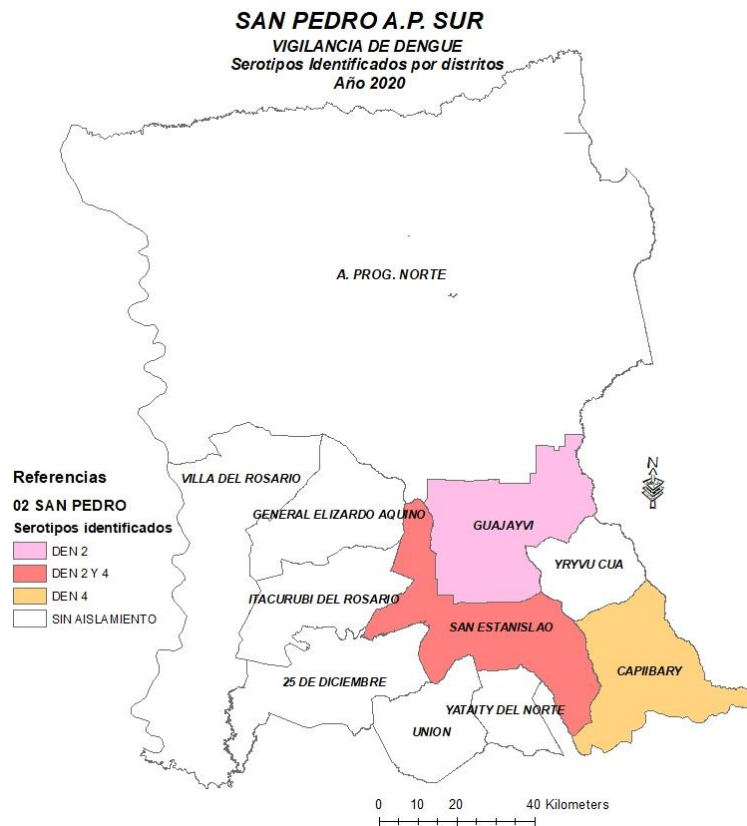 SAN PEDRO A.P. SUR
VIGILANCIA DE DENGUE
Serotipos Identificados por distritos
Año 2020
A. PROG. NORTE
Referencias
02 SAN PEDRO
Serotipos identificados
DEN 2
DEN 2 Y 4
DEN 4
SIN AISLAMIENTO
VILLA DEL ROSARIO
GENERAL ELIZARDO AQUINO
GUAJAYVI
N
YRYVU CUA
ITACURUBI DEL ROSARIO
SAN ESTANISLAO
CAPIIBARY
25 DE DICIEMBRE
YATAITY DEL NORTE
UNION
0 10 20 40 Kilometers